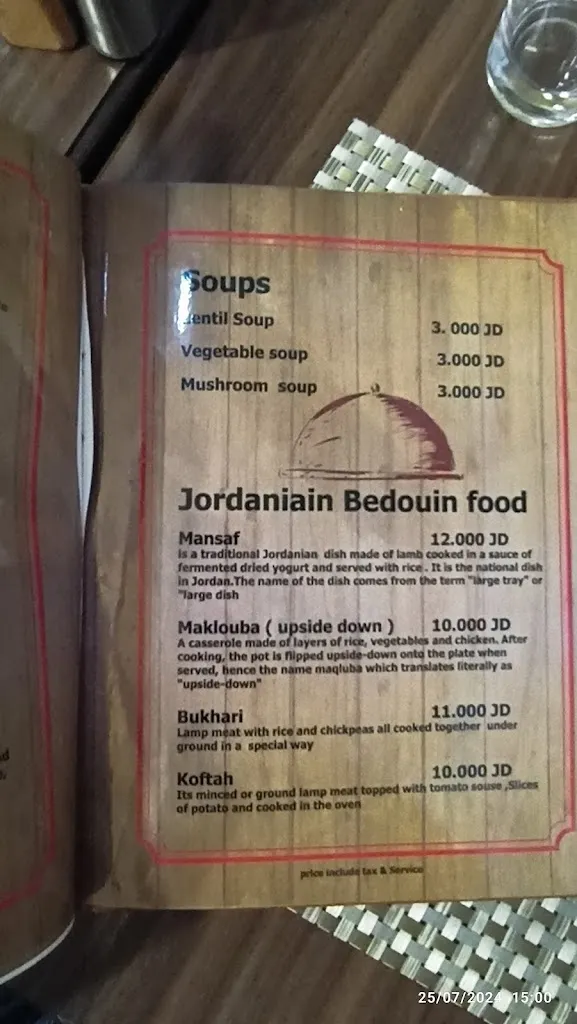 Soups
Lentil Soup 3. 000 JD
Vegetable soup 3.000 JD
Mushroom soup 3.000 JD
Jordaniain Bedouin food
Mansaf 12.000 JD
is a traditional Jordanian dish made of lamb cooked in a sauce of
fermented dried yogurt and served with rice . It is the national dish
in Jordan.The name of the dish comes from the term "large tray" or
"large dish
Maklouba ( upside down ) 10.000 JD
A casserole made of layers of rice, vegetables and chicken. After
cooking, the pot is flipped upside-down onto the plate when
served, hence the name maqluba which translates literally as
"upside-down"
Bukhari 11.000 JD
Lamp meat with rice and chickpeas all cooked together under
ground in a special way
Koftah 10.000 JD
Its minced or ground lamp meat topped with tomato souse ,Slices
of potato and cooked in the oven
price include tax & Service
25/07/2024 15:00